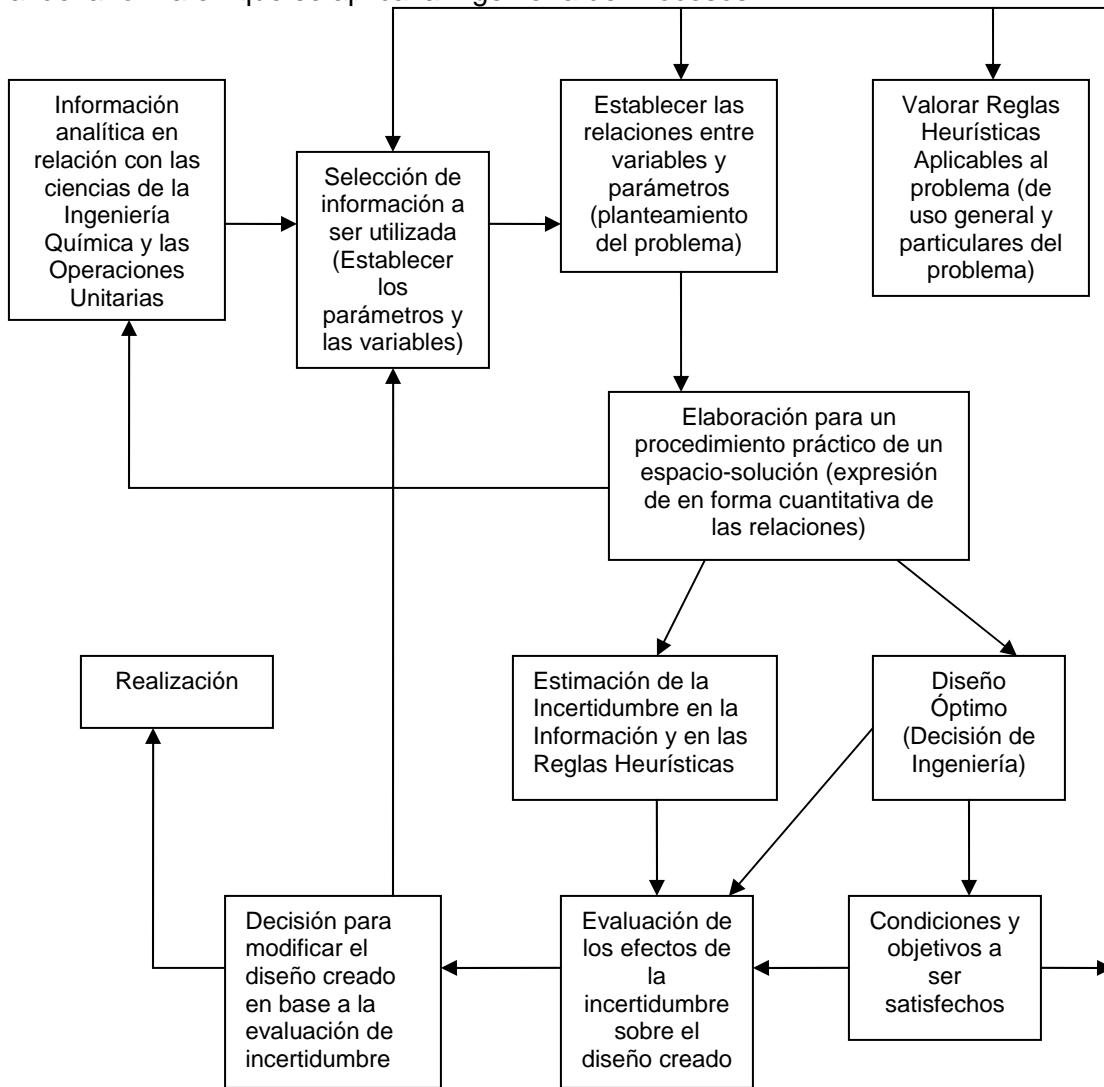 Información
analítica en
relación con las
ciencias de la
Ingeniería
Química y las
Operaciones
Unitarias
Selección de
información a
ser utilizada
(Establecer
los
parámetros y
las variables)
Establecer las
relaciones entre
variables y
parámetros
(planteamiento
del problema)
Valorar Reglas
Heurísticas
Aplicables al
problema (de
uso general y
particulares del
problema)
Elaboración para un
procedimiento práctico de un
espacio-solución (expresión
de en forma cuantitativa de
las relaciones)
Realización
Estimación de la
Incertidumbre en la
Información y en las
Reglas Heurísticas
Diseño
Óptimo
(Decisión de
Ingeniería)
Decisión para
modificar el
diseño creado
en base a la
evaluación de
incertidumbre
Evaluación de
los efectos de
la
incertidumbre
sobre el
diseño creado
Condiciones y
objetivos a
ser
satisfechos